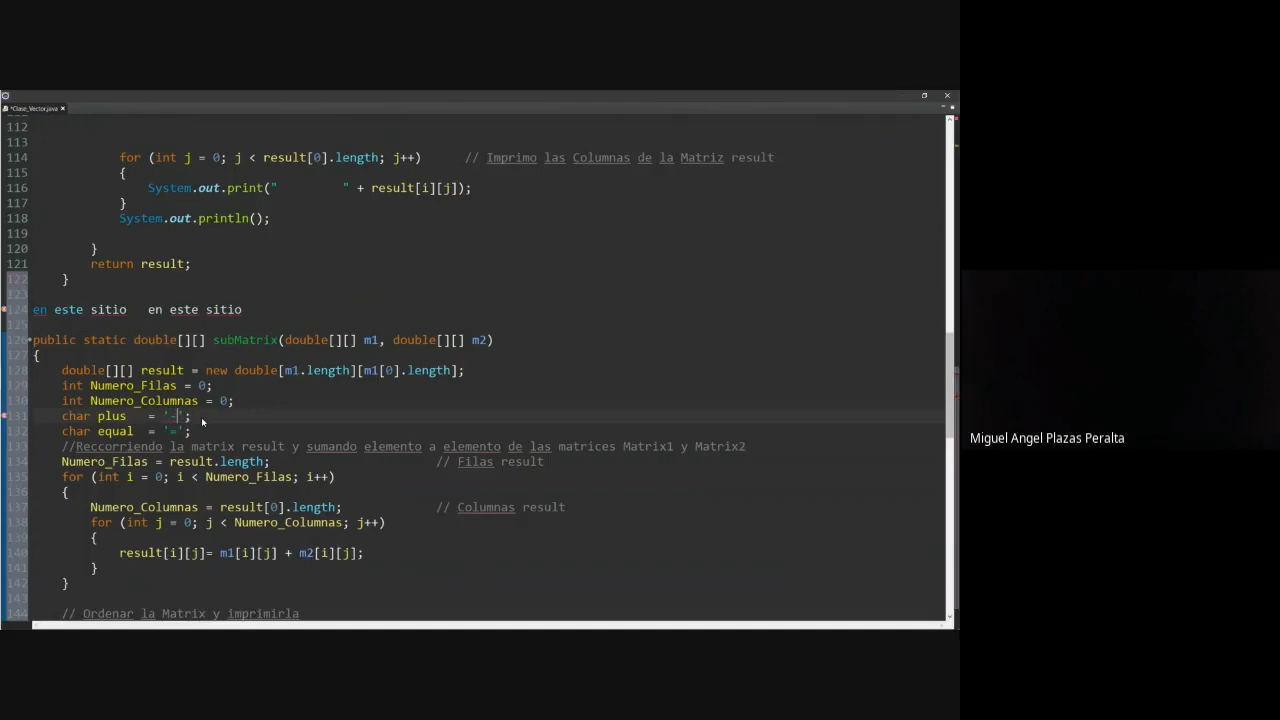 *Clase_Vector.java
112
113
114 for (int j = 0; j < result[0].length; j++) // Imprimo las Columnas de la Matriz result
115 {
116 System.out.print(" " + result[i][j]);
117 }
118 System.out.println();
119
120 }
121 return result;
122 }
123
124 en este sitio en este sitio
125
126 public static double[][] subMatrix(double[][] m1, double[][] m2)
127 {
128 double[][] result = new double[m1.length][m1[0].length];
129 int Numero_Filas = 0;
130 int Numero_Columnas = 0;
131 char plus = '-';
132 char equal = '=';
133 //Reccorriendo la matrix result y sumando elemento a elemento de las matrices Matrix1 y Matrix2
134 Numero_Filas = result.length; // Filas result
135 for (int i = 0; i < Numero_Filas; i++)
136 {
137 Numero_Columnas = result[0].length; // Columnas result
138 for (int j = 0; j < Numero_Columnas; j++)
139 {
140 result[i][j]= m1[i][j] + m2[i][j];
141 }
142 }
143
144 // Ordenar la Matrix y imprimirla
Miguel Angel Plazas Peralta